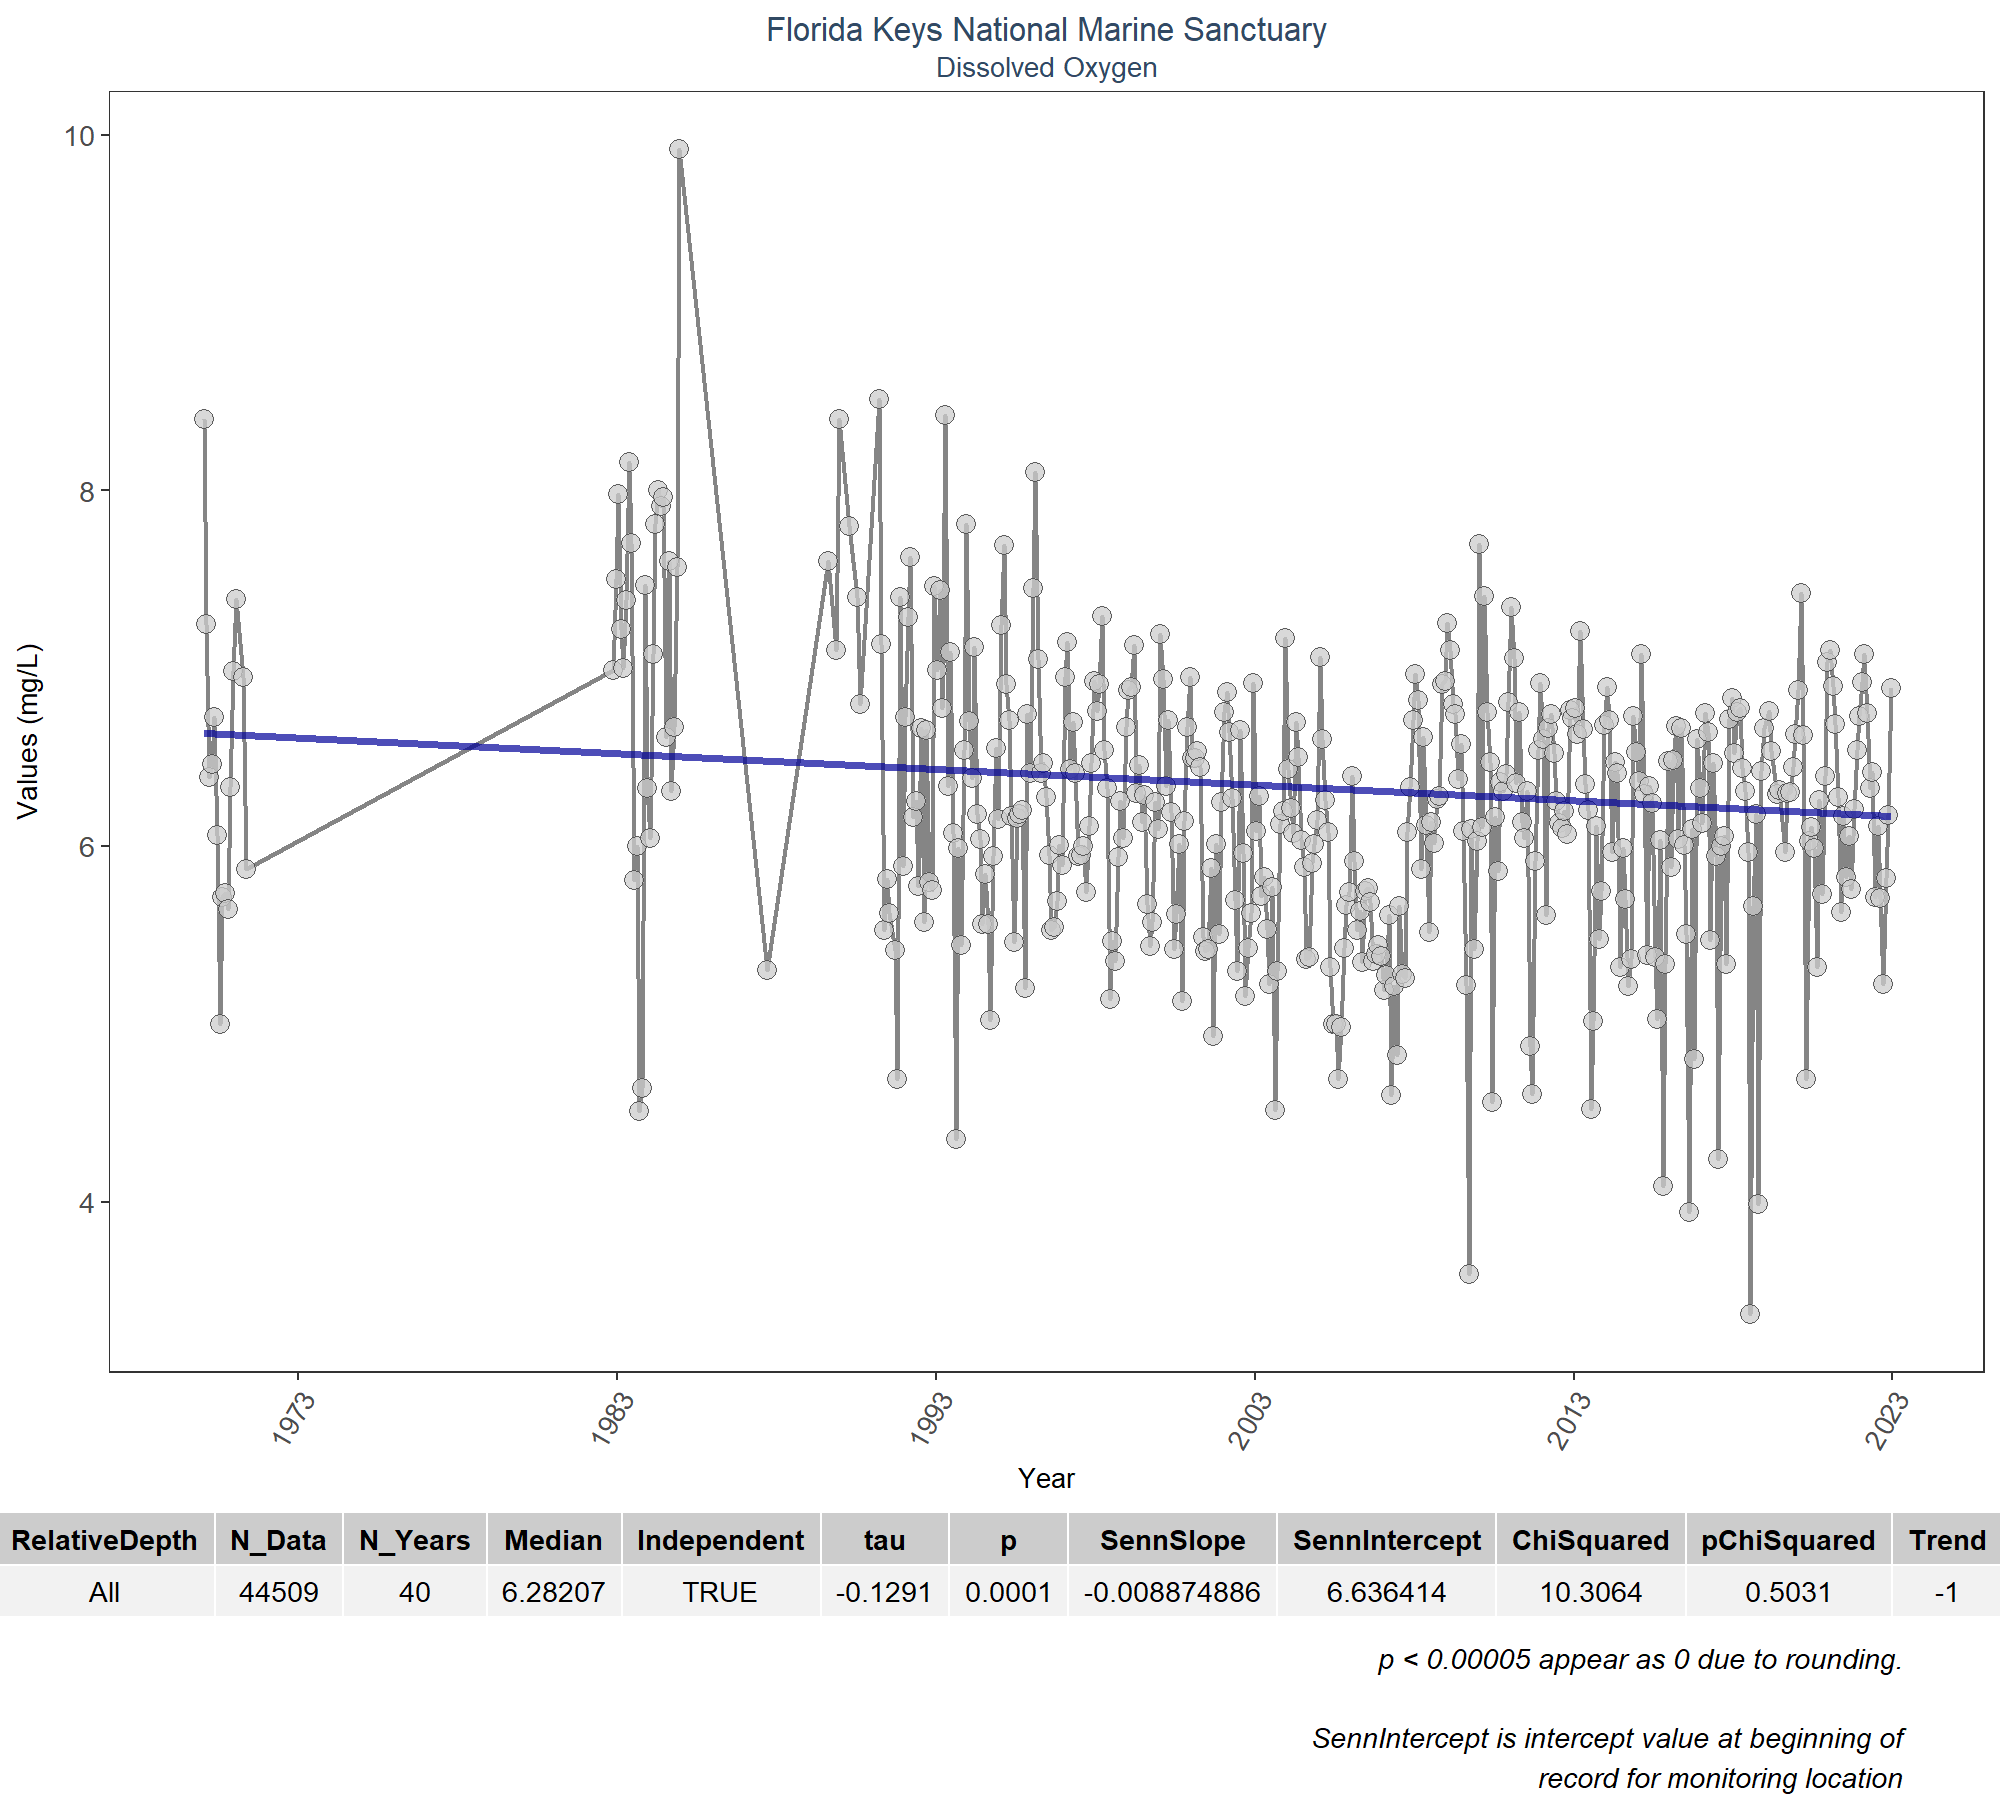 Florida Keys National Marine Sanctuary
Dissolved Oxygen
Values (mg/L)
10
8
6
4
1973 1983 1993 2003 2013 2023
Year
RelativeDepth N_Data N_Years Median Independent tau p SennSlope SennIntercept ChiSquared pChiSquared Trend
All 44509 40 6.28207 TRUE -0.1291 0.0001 -0.008874886 6.636414 10.3064 0.5031 -1
p < 0.00005 appear as 0 due to rounding.
SennIntercept is intercept value at beginning of
record for monitoring location